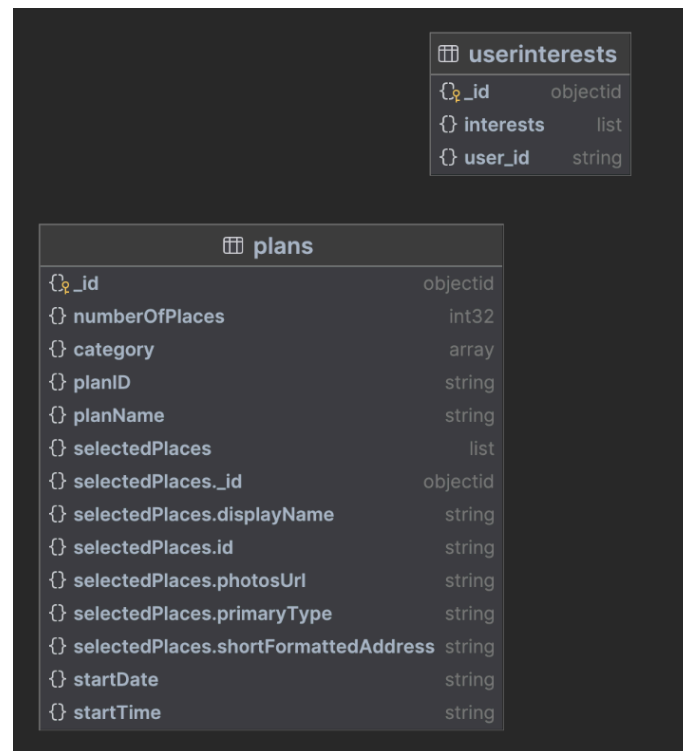 userinterests
_id objectid
interests list
user_id string
plans
_id objectid
numberOfPlaces int32
category array
planID string
planName string
selectedPlaces list
selectedPlaces._id objectid
selectedPlaces.displayName string
selectedPlaces.id string
selectedPlaces.photosUrl string
selectedPlaces.primaryType string
selectedPlaces.shortFormattedAddress string
startDate string
startTime string